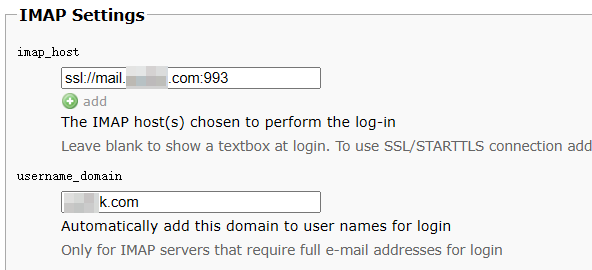 IMAP Settings
imap_host
ssl://mail. .com:993
add
The IMAP host(s) chosen to perform the log-in
Leave blank to show a textbox at login. To use SSL/STARTTLS connection add
username_domain
k.com
Automatically add this domain to user names for login
Only for IMAP servers that require full e-mail addresses for login